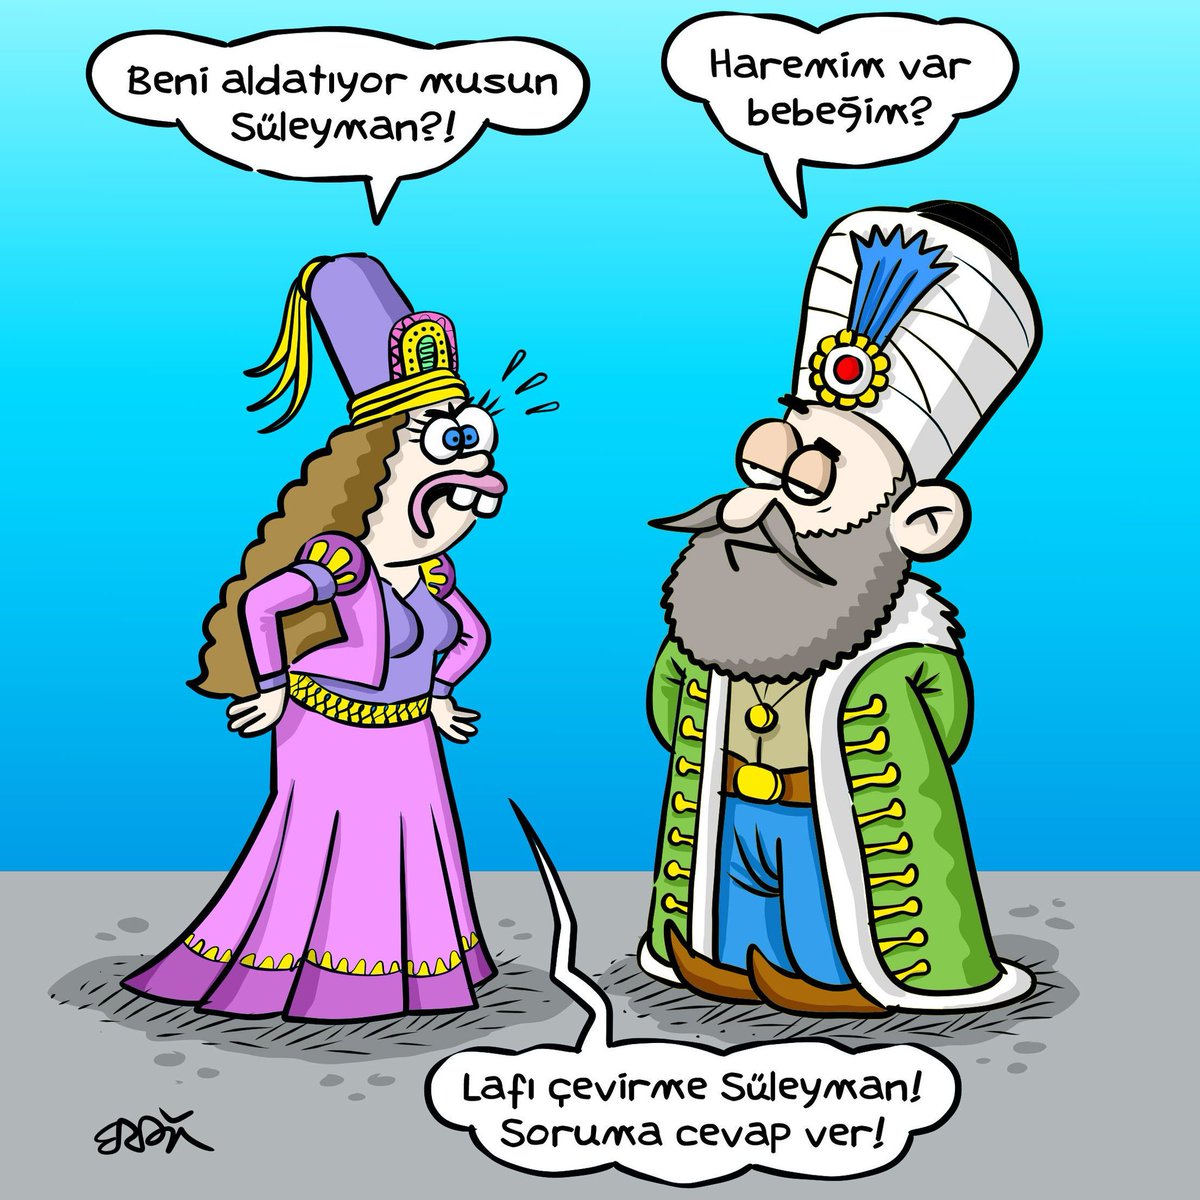 Beni aldatıyor musun
Süleyman?!
Haremim var
bebeğim?
Lafı çevirme Süleyman!
Soruma cevap ver!